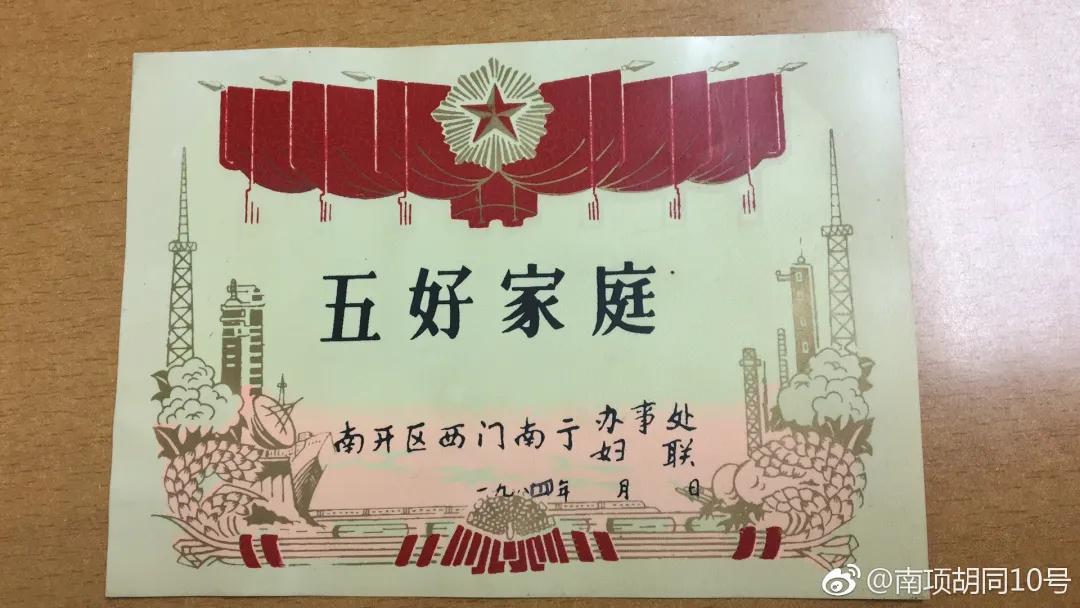 五好家庭
南开区西门南亍办事处
妇联
一九八四年 月 日
@南项胡同10号